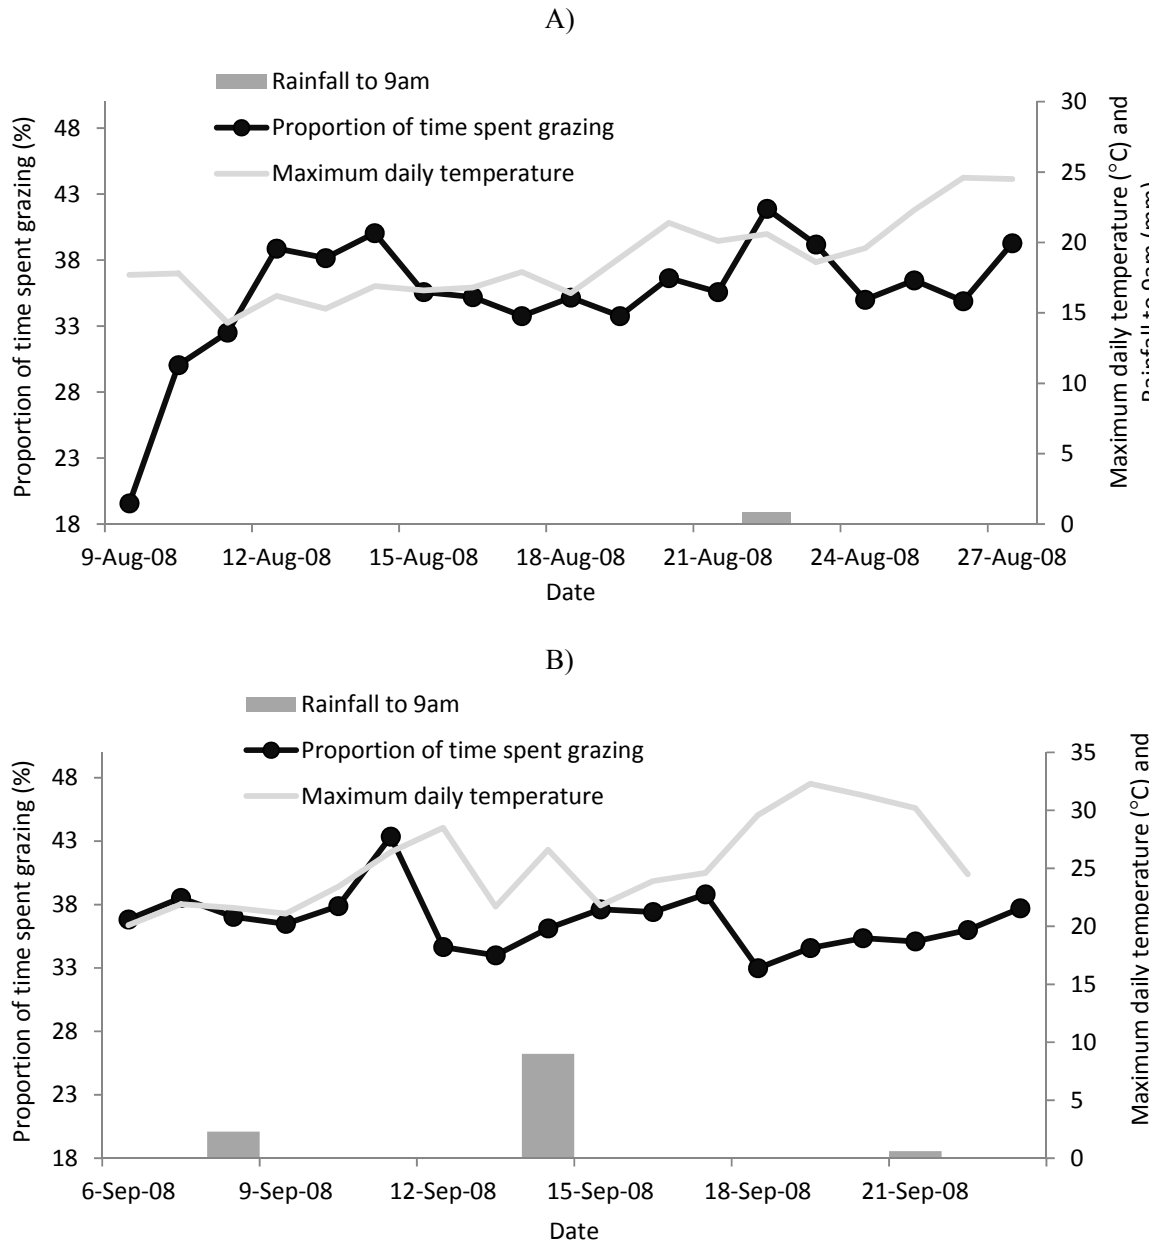 A)
Rainfall to 9am
Proportion of time spent grazing
Maximum daily temperature
Proportion of time spent grazing (%)
48
43
38
33
28
23
18
30
25
20
15
10
5
0
Maximum daily temperature (°C) and
Rainfall to 9am (mm)
9-Aug-08 12-Aug-08 15-Aug-08 18-Aug-08 21-Aug-08 24-Aug-08 27-Aug-08
Date
B)
Rainfall to 9am
Proportion of time spent grazing
Maximum daily temperature
Proportion of time spent grazing (%)
48
43
38
33
28
23
18
35
30
25
20
15
10
5
0
Maximum daily temperature (°C) and
6-Sep-08 9-Sep-08 12-Sep-08 15-Sep-08 18-Sep-08 21-Sep-08
Date